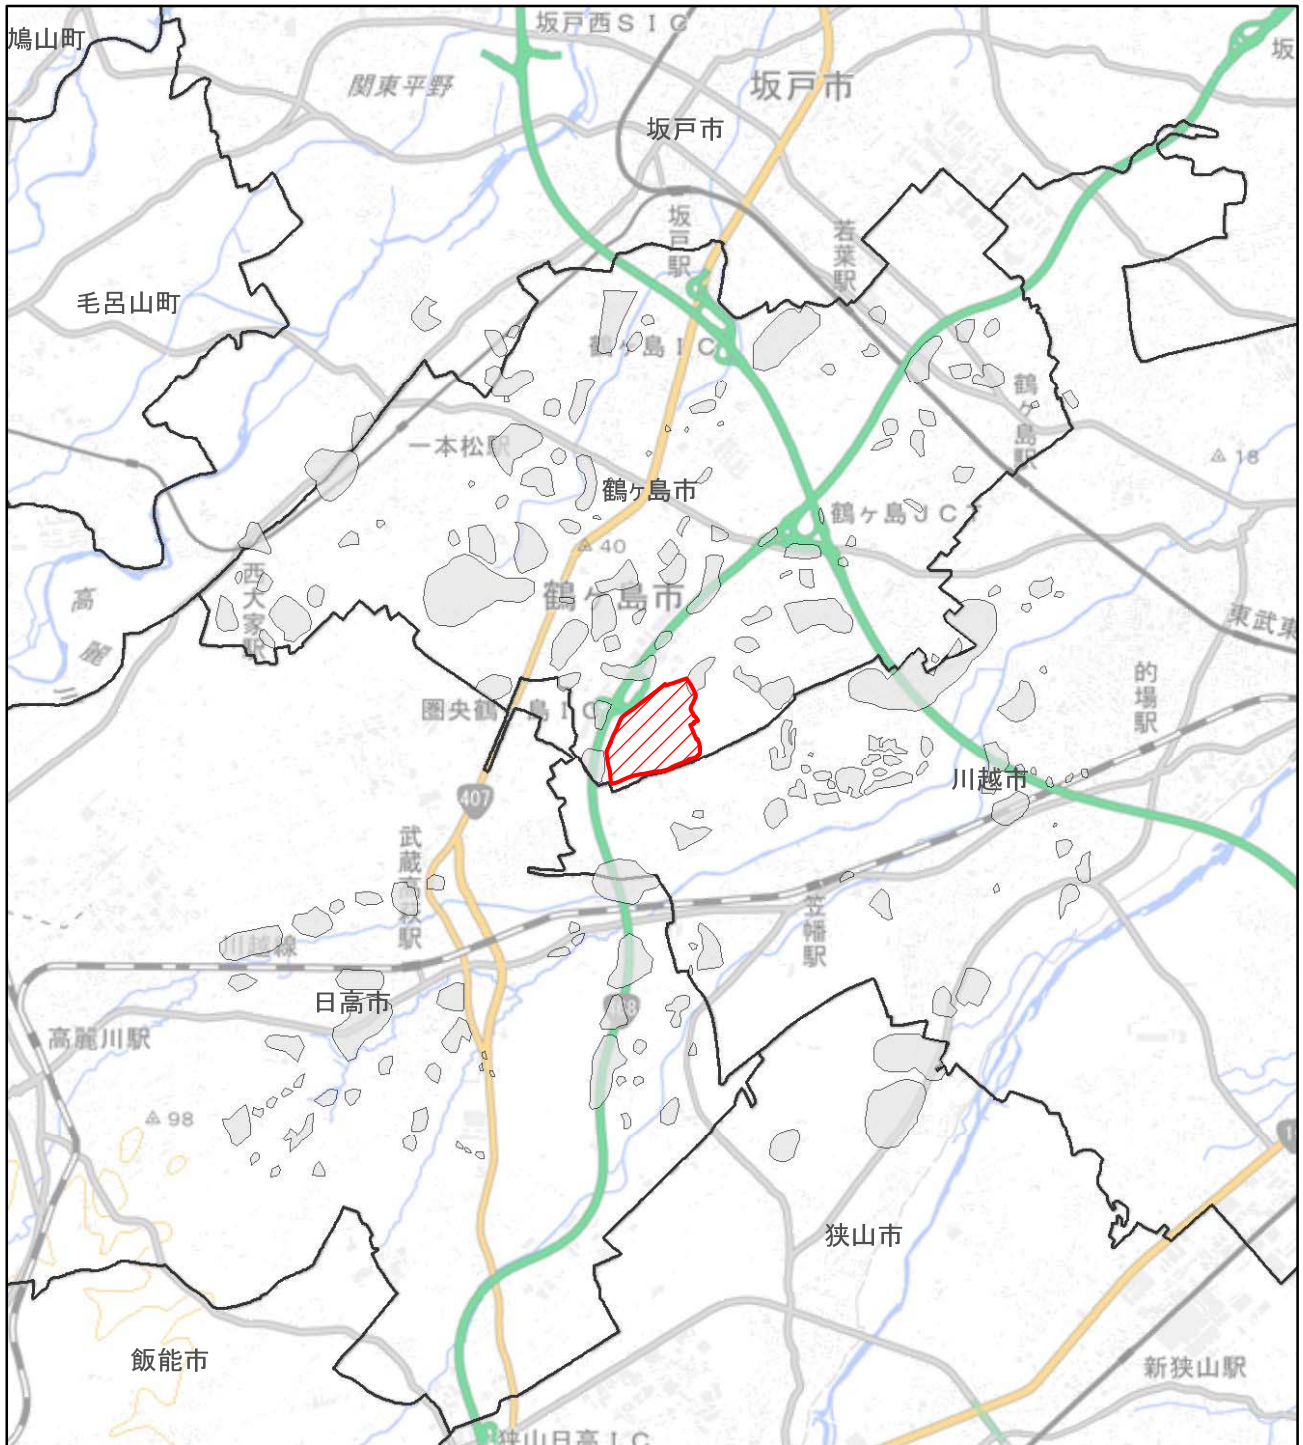 坂戸西SIC
鳩山町
坂
関東平野
坂戸市
坂戸市
坂戸駅
若葉駅
毛呂山町
鶴ヶ島IC
鶴ヶ島駅
一本松駅
18
鶴ヶ島市
鶴ヶ島JCT
40
西大家駅
高麗川
鶴ヶ島市
東武東
的場駅
圏央鶴ヶ島IC
川越市
407
武蔵高萩駅
笠幡駅
川越線
日高市
高麗川駅
98
狭山市
飯能市
新狭山駅
狭山日高IC